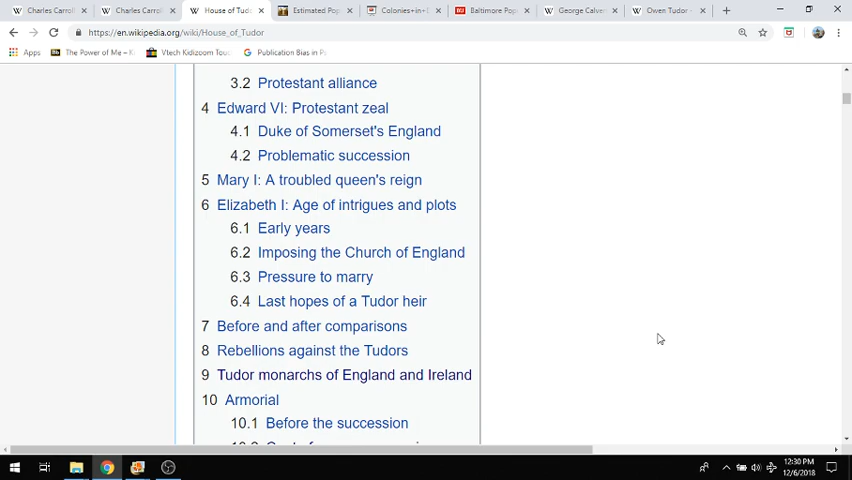 Charles Carroll
Charles Carroll
House of Tudor
Estimated Pop
Colonies+in+
Baltimore Pop
George Calver
Owen Tudor
https://en.wikipedia.org/wiki/House_of_Tudor
Apps
The Power of Me – K
Vtech Kidizoom Tou
Publication Bias in P
3.2 Protestant alliance
4 Edward VI: Protestant zeal
4.1 Duke of Somerset's England
4.2 Problematic succession
5 Mary I: A troubled queen's reign
6 Elizabeth I: Age of intrigues and plots
6.1 Early years
6.2 Imposing the Church of England
6.3 Pressure to marry
6.4 Last hopes of a Tudor heir
7 Before and after comparisons
8 Rebellions against the Tudors
9 Tudor monarchs of England and Ireland
10 Armorial
10.1 Before the succession
12:30 PM
12/6/2018